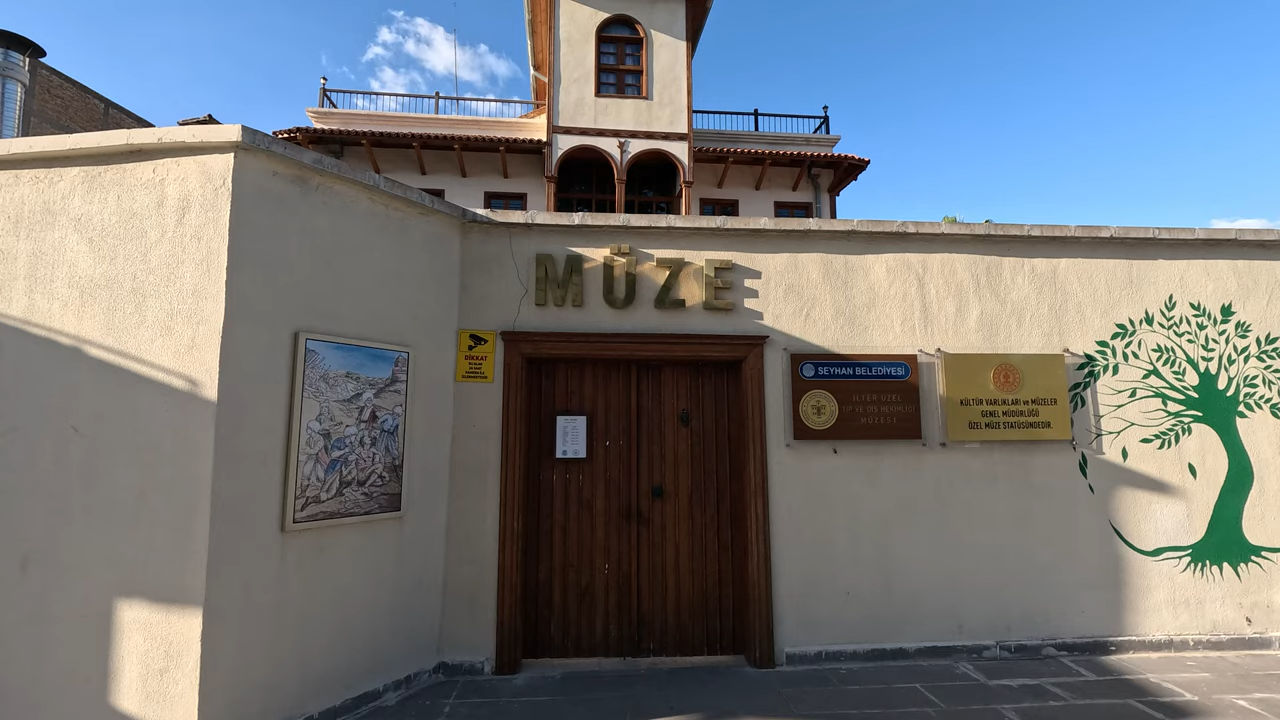 MÜZE
DİKKAT
SEYHAN BELEDİYESİ
İLTER UZEL
TIP VE DİŞ HEKİMLİĞİ
MÜZESİ
KÜLTÜR VARLIKLARI ve MÜZELER
GENEL MÜDÜRLÜĞÜ
ÖZEL MÜZE STATÜSÜNDEDİR.